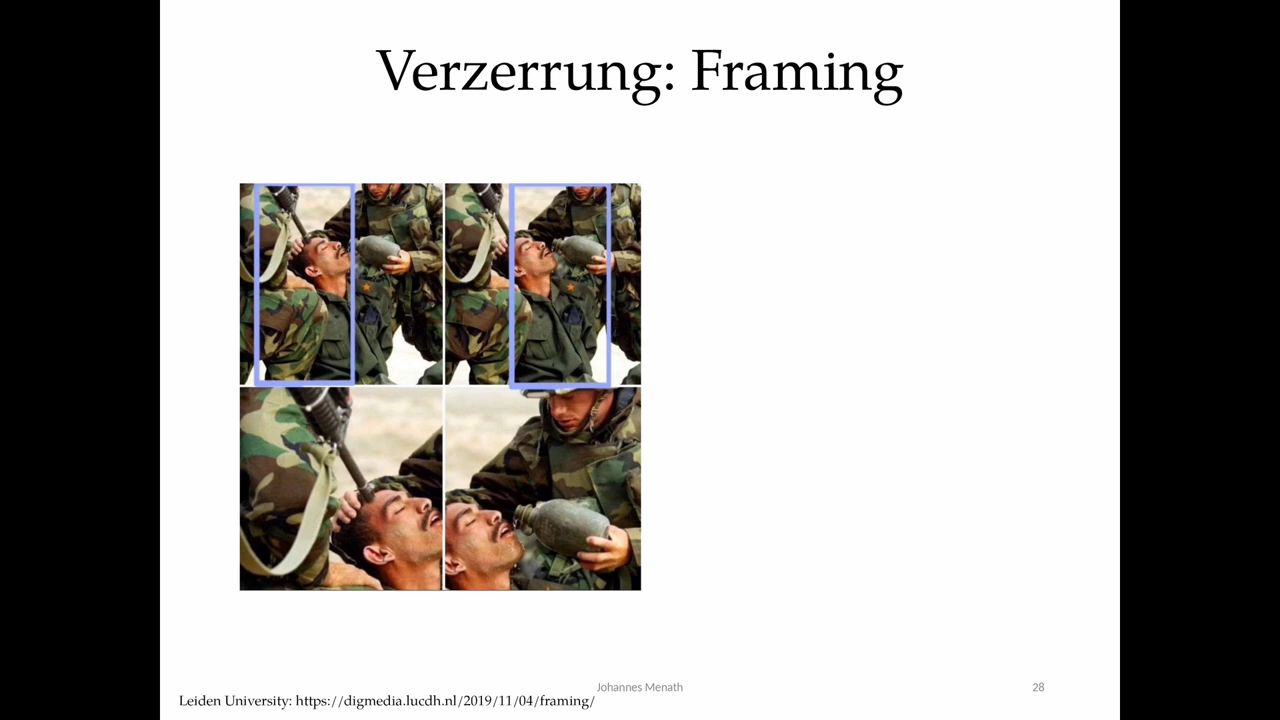 Verzerrung: Framing
Johannes Menath
28
Leiden University: https://digmedia.lucdh.nl/2019/11/04/framing/